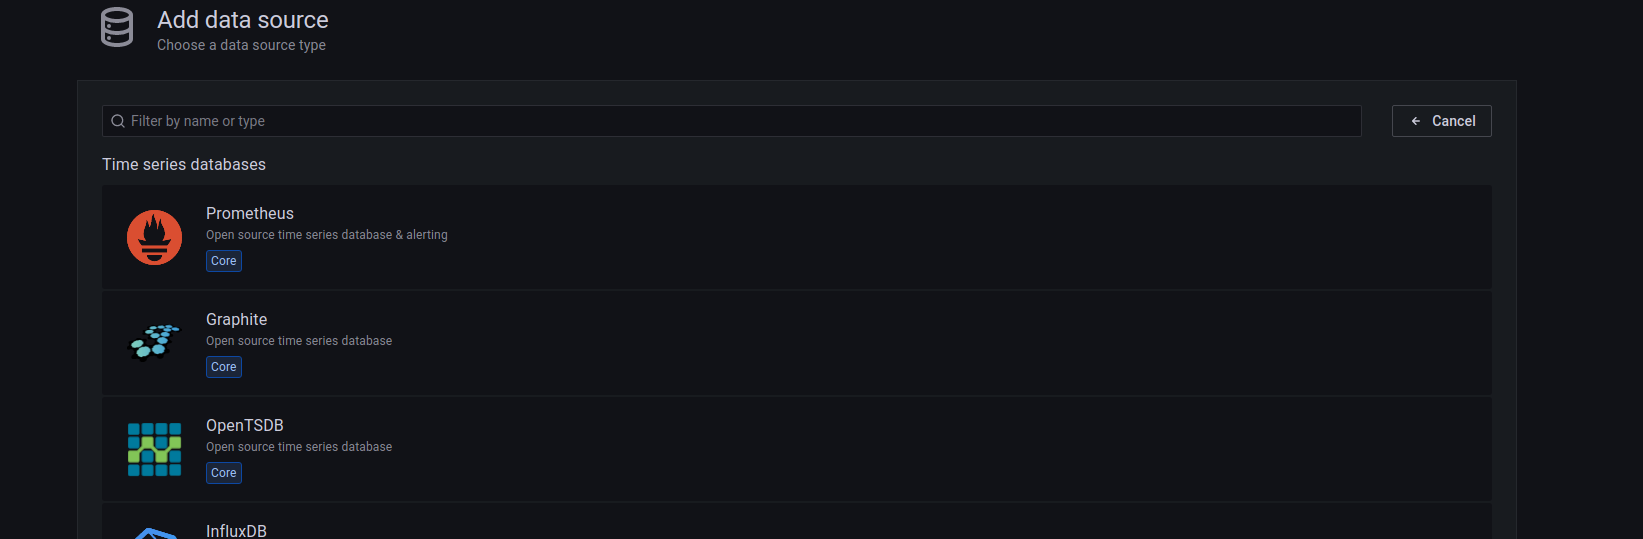 Add data source
Choose a data source type
Filter by name or type
Cancel
Time series databases
Prometheus
Open source time series database & alerting
Core
Graphite
Open source time series database
Core
OpenTSDB
Open source time series database
Core
InfluxDB